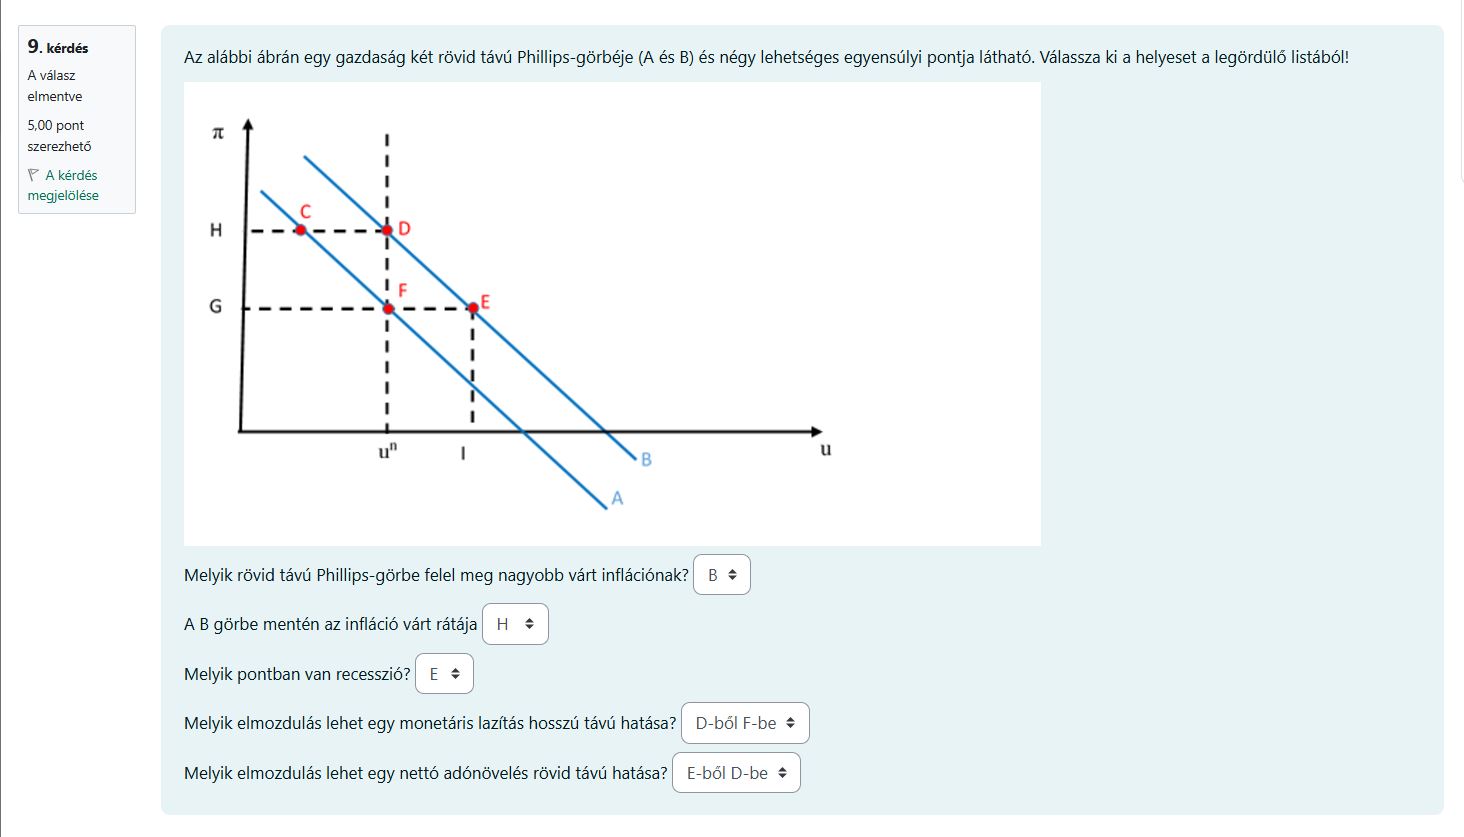 9. kérdés
A válasz
elmentve
5,00 pont
szerezhető
A kérdés
megjelölése
Az alábbi ábrán egy gazdaság két rövid távú Phillips-görbéje (A és B) és négy lehetséges egyensúlyi pontja látható. Válassza ki a helyeset a legördülő listából!
π
C
H
D
F
E
G
uⁿ
I
u
B
A
Melyik rövid távú Phillips-görbe felel meg nagyobb várt inflációnak? B
A B görbe mentén az infláció várt rátája H
Melyik pontban van recesszió? E
Melyik elmozdulás lehet egy monetáris lazítás hosszú távú hatása? D-ből F-be
Melyik elmozdulás lehet egy nettó adónövelés rövid távú hatása? E-ből D-be